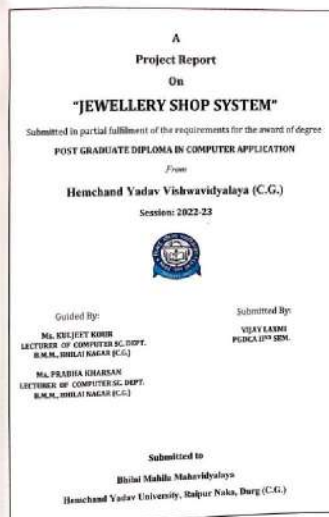 A
Project Report
On
"JEWELLERY SHOP SYSTEM"
Submitted in partial fulfilment of the requirements for the award of degree
POST GRADUATE DIPLOMA IN COMPUTER APPLICATION
From
Hemchand Yadav Vishwavidyalaya (C.G.)
Session: 2022-23
Guided By:
Ms. KULJEET KOUR
LECTURER OF COMPUTER SC. DEPT.
B.M.M., BHILAI NAGAR (C.G.)
Ms. PRABHA KHARSAN
LECTURER OF COMPUTER SC. DEPT.
B.M.M., BHILAI NAGAR (C.G.)
Submitted By:
VIJAY LAXMI
PGDCA IIND SEM.
Submitted to
Bhilai Mahila Mahavidyalaya
Hemchand Yadav University, Raipur Naka, Durg (C.G.)